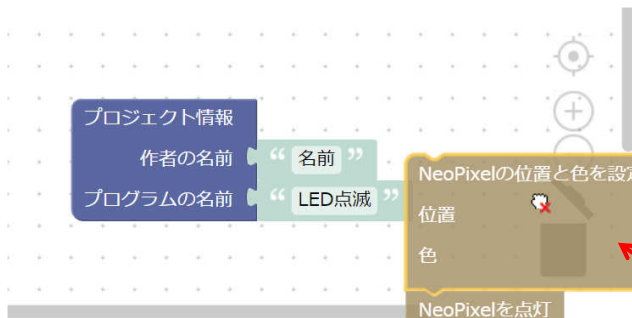 プロジェクト情報
作者の名前 “ 名前 ”
プログラムの名前 “ LED点滅 ”
NeoPixelの位置と色を設定
位置
色
NeoPixelを点灯